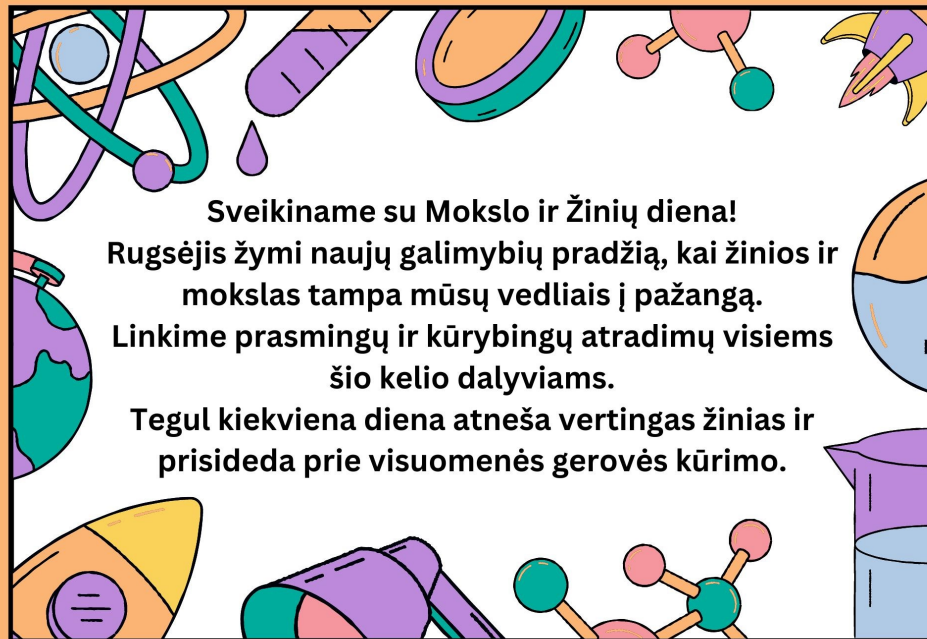 Sveikiname su Mokslo ir Žinių diena!
Rugsėjis žymi naujų galimybių pradžią, kai žinios ir
mokslas tampa mūsų vedliais į pažangą.
Linkime prasmingų ir kūrybingų atradimų visiems
šio kelio dalyviams.
Tegul kiekviena diena atneša vertingas žinias ir
prisideda prie visuomenės gerovės kūrimo.